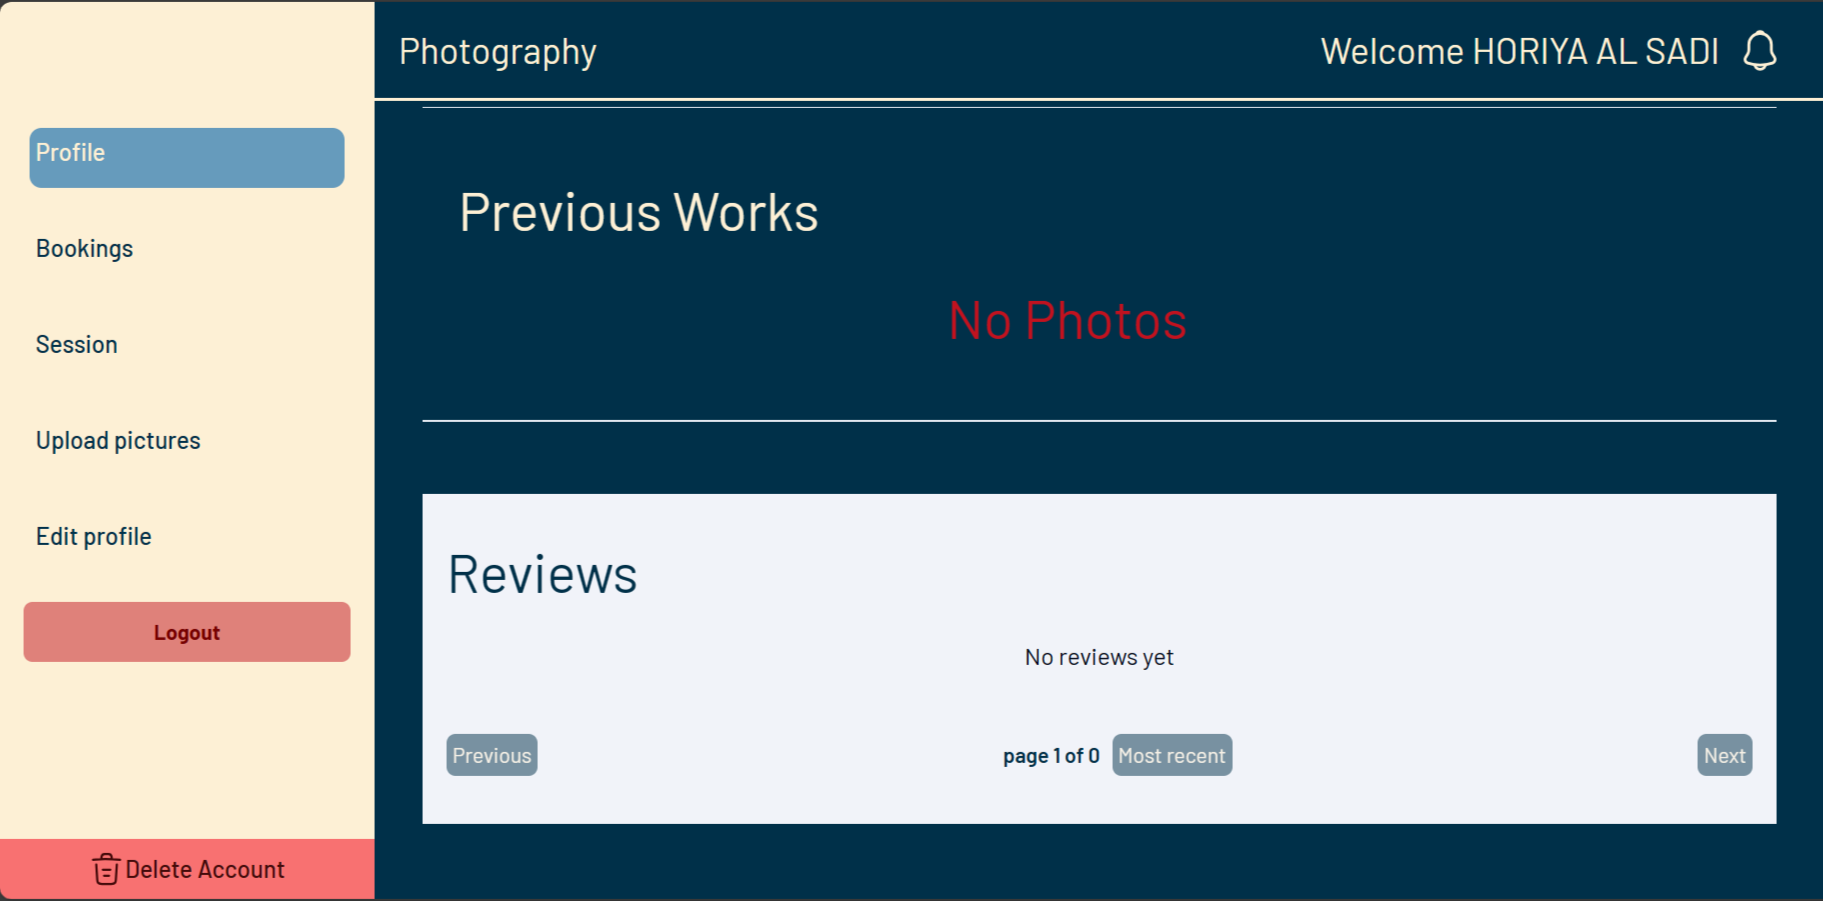 Photography
Welcome HORIYA AL SADI
Profile
Bookings
Session
Upload pictures
Edit profile
Logout
Delete Account
Previous Works
No Photos
Reviews
No reviews yet
Previous
page 1 of 0
Most recent
Next